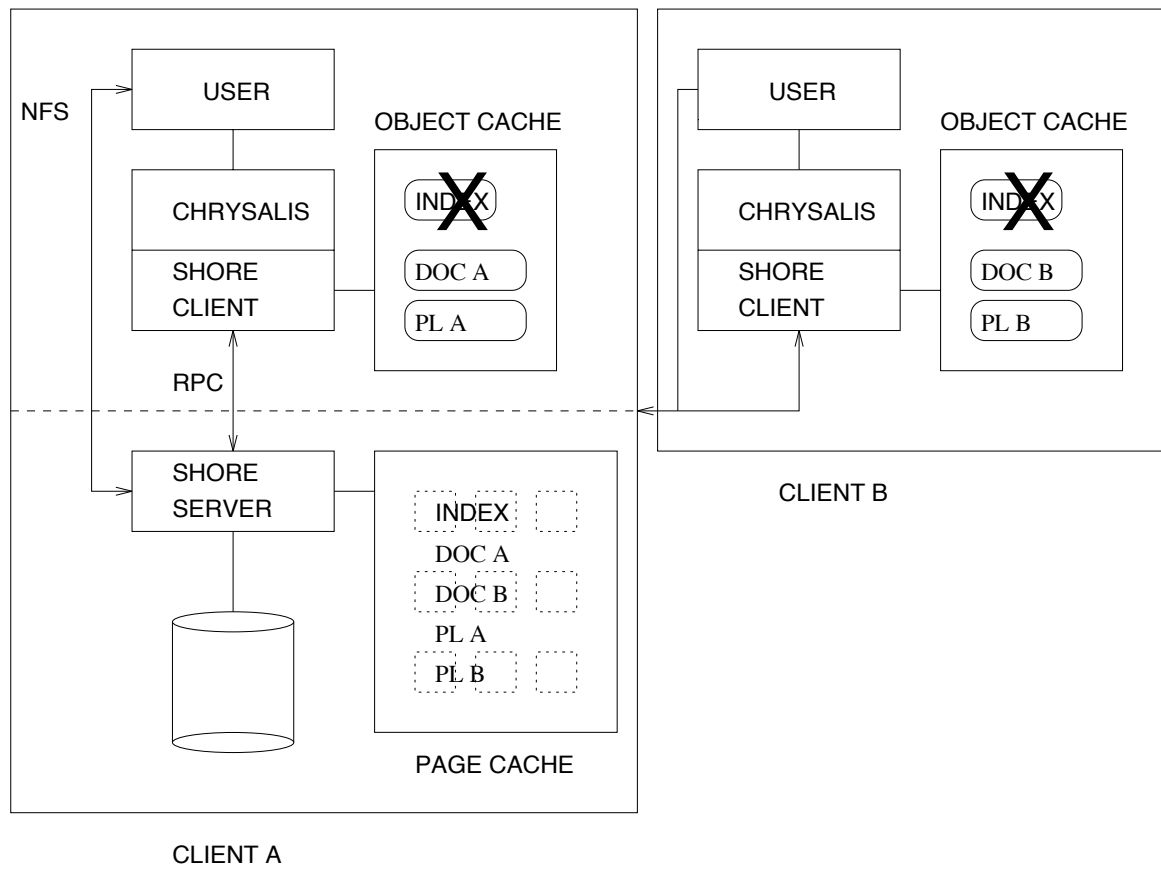 NFS
USER
OBJECT CACHE
CHRYSALIS
INDEX
SHORE
CLIENT
DOC A
PL A
RPC
SHORE
SERVER
INDEX
DOC A
DOC B
PL A
PL B
PAGE CACHE
CLIENT A
USER
OBJECT CACHE
CHRYSALIS
INDEX
SHORE
CLIENT
DOC B
PL B
CLIENT B